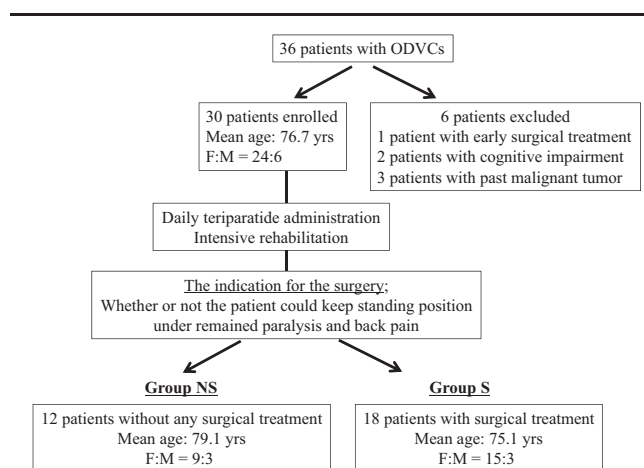 36 patients with ODVCs
30 patients enrolled
Mean age: 76.7 yrs
F:M = 24:6
6 patients excluded
1 patient with early surgical treatment
2 patients with cognitive impairment
3 patients with past malignant tumor
Daily teriparatide administration
Intensive rehabilitation
The indication for the surgery;
Whether or not the patient could keep standing position
under remained paralysis and back pain
Group NS
12 patients without any surgical treatment
Mean age: 79.1 yrs
F:M = 9:3
Group S
18 patients with surgical treatment
Mean age: 75.1 yrs
F:M = 15:3